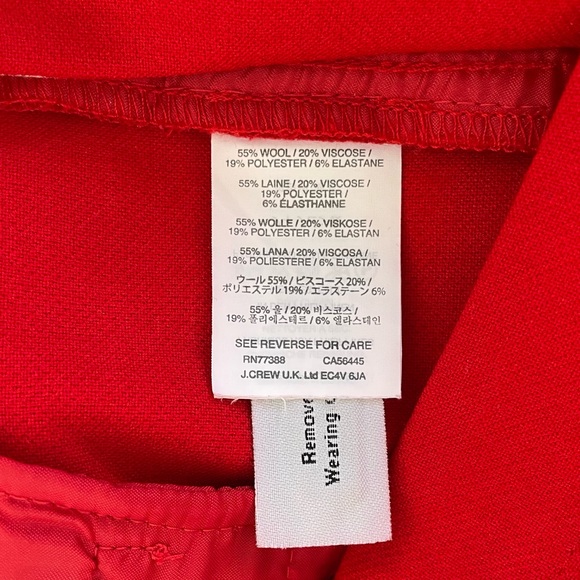 55% WOOL / 20% VISCOSE /
19% POLYESTER / 6% ELASTANE
55% LAINE / 20% VISCOSE /
19% POLYESTER /
6% ÉLASTHANNE
55% WOLLE / 20% VISKOSE /
19% POLYESTER / 6% ELASTAN
55% LANA / 20% VISCOSA /
19% POLIESTERE / 6% ELASTAN
ウール 55% / ビスコース 20% /
ポリエステル 19% / エラステーン 6%
55% 울 / 20% 비스코스 /
19% 폴리에스테르 / 6% 엘라스테인
SEE REVERSE FOR CARE
RN77388 CA56445
J.CREW U.K. Ltd EC4V 6JA
Remove
Wearing